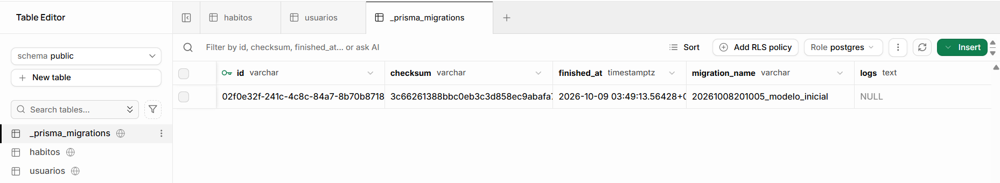 Table Editor
habitos
usuarios
_prisma_migrations
schema public
New table
Search tables...
_prisma_migrations
habitos
usuarios
Filter by id, checksum, finished_at... or ask AI
Sort
Add RLS policy
Role postgres
Insert
id varchar
checksum varchar
finished_at timestamptz
migration_name varchar
logs text
02f0e32f-241c-4c8c-84a7-8b70b8718
3c66261388bbc0eb3c3d858ec9abafa7
2026-10-09 03:49:13.56428+0
20261008201005_modelo_inicial
NULL